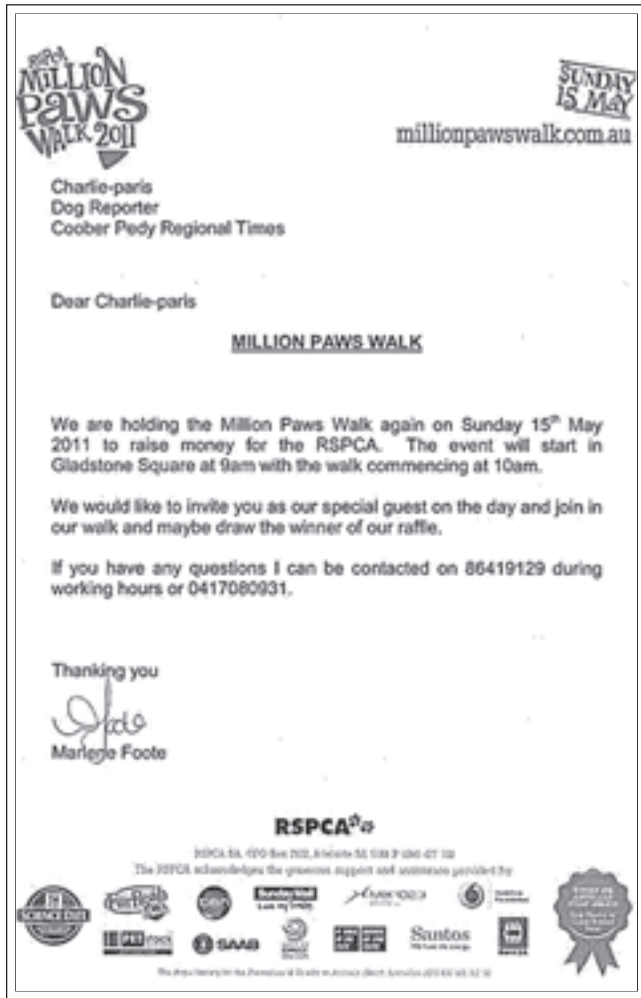 RSPCA
MILLION
PAWS
WALK 2011
SUNDAY
15 MAY
millionpawswalk.com.au
Charlie-paris
Dog Reporter
Coober Pedy Regional Times
Dear Charlie-paris
MILLION PAWS WALK
We are holding the Million Paws Walk again on Sunday 15th May
2011 to raise money for the RSPCA. The event will start in
Gladstone Square at 9am with the walk commencing at 10am.
We would like to invite you as our special guest on the day and join in
our walk and maybe draw the winner of our raffle.
If you have any questions I can be contacted on 86419129 during
working hours or 0417080931.
Thanking you
Marlene Foote
RSPCA
The RSPCA acknowledges the generous support and assistance provided by:
SCIENCE DIET
Sunday Mail
PETstock
SAAB
Santos